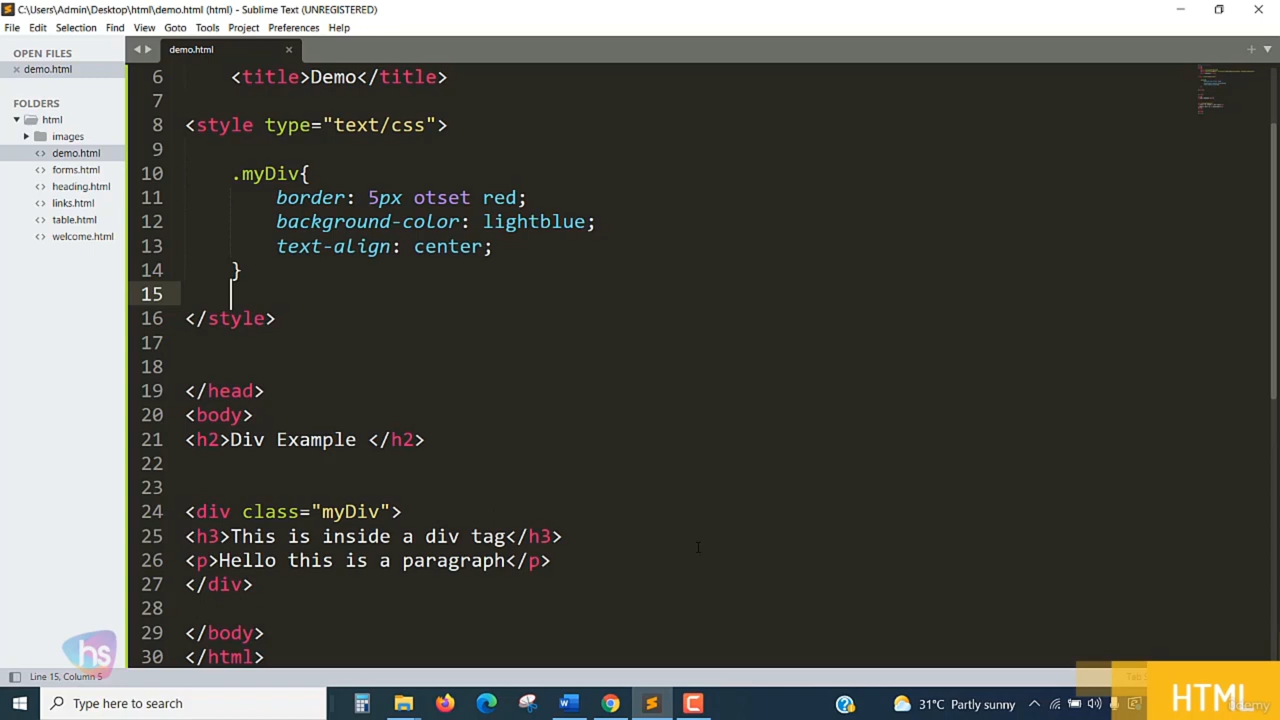 C:\Users\Admin\Desktop\html\demo.html (html) - Sublime Text (UNREGISTERED)
File Edit Selection Find View Goto Tools Project Preferences Help
OPEN FILES
demo.html
FOLDERS
html
images
demo.html
forms.html
heading.html
links.html
table.html
welcome.html
demo.html
6 <title>Demo</title>
7
8 <style type="text/css">
9
10 .myDiv{
11 border: 5px otset red;
12 background-color: lightblue;
13 text-align: center;
14 }
15
16 </style>
17
18
19 </head>
20 <body>
21 <h2>Div Example </h2>
22
23
24 <div class="myDiv">
25 <h3>This is inside a div tag</h3>
26 <p>Hello this is a paragraph</p>
27 </div>
28
29 </body>
30 </html>
hs
Line 15, Column 5
Type here to search
31°C Partly sunny
HTML
Udemy